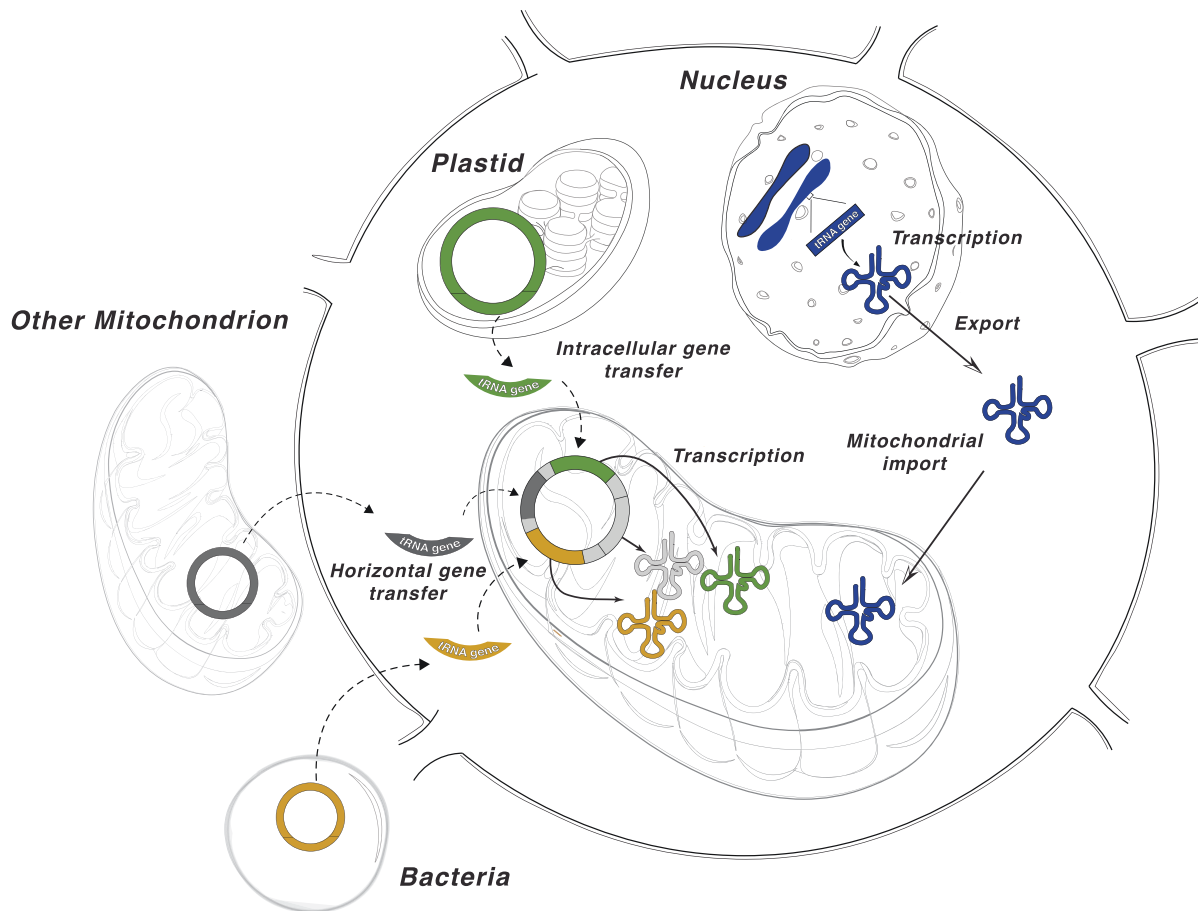 Nucleus
Plastid
tRNA gene
Transcription
Other Mitochondrion
Export
Intracellular gene
transfer
tRNA gene
Mitochondrial
import
Transcription
tRNA gene
Horizontal gene
transfer
tRNA gene
Bacteria